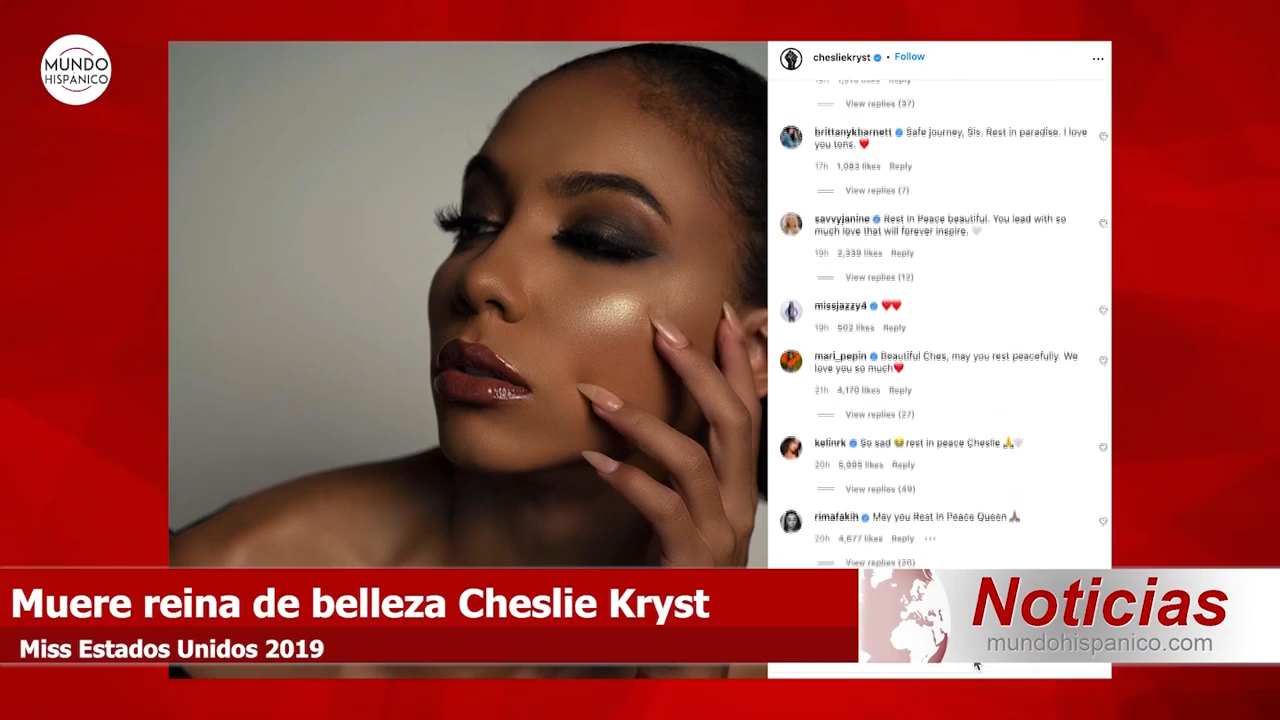 MUNDO
HISPANICO
chesliekryst • Follow
Reply
View replies (37)
brittanykbarnett Safe journey, Sis. Rest in paradise. I love
you tons. ❤️
17h 1,083 likes Reply
View replies (7)
savvyjanine Rest In Peace beautiful. You lead with so
much love that will forever inspire. 🤍
19h 2,339 likes Reply
View replies (12)
missjazzy4 ❤️❤️
19h 502 likes Reply
mari_pepin Beautiful Ches, may you rest peacefully. We
love you so much❤️
21h 4,170 likes Reply
View replies (27)
kelinrk So sad 😢rest in peace Cheslie 🙏🤍
20h 5,995 likes Reply
View replies (49)
rimafakih May you Rest In Peace Queen 🙏🏽
20h 4,677 likes Reply
View replies
Muere reina de belleza Cheslie Kryst
Miss Estados Unidos 2019
Noticias
mundohispanico.com